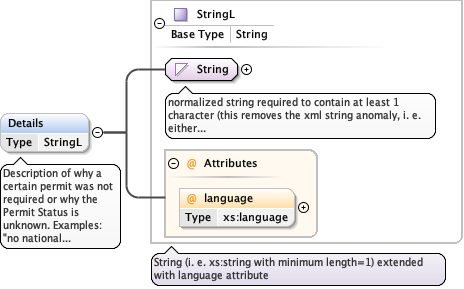 StringL
Base Type String
String
normalized string required to contain at least 1
character (this removes the xml string anomaly, i. e.
either...
Details
Type StringL
Description of why a
certain permit was not
required or why the
Permit Status is
unknown. Examples:
"no national...
@ Attributes
@ language
Type xs:language
String (i. e. xs:string with minimum length=1) extended
with language attribute